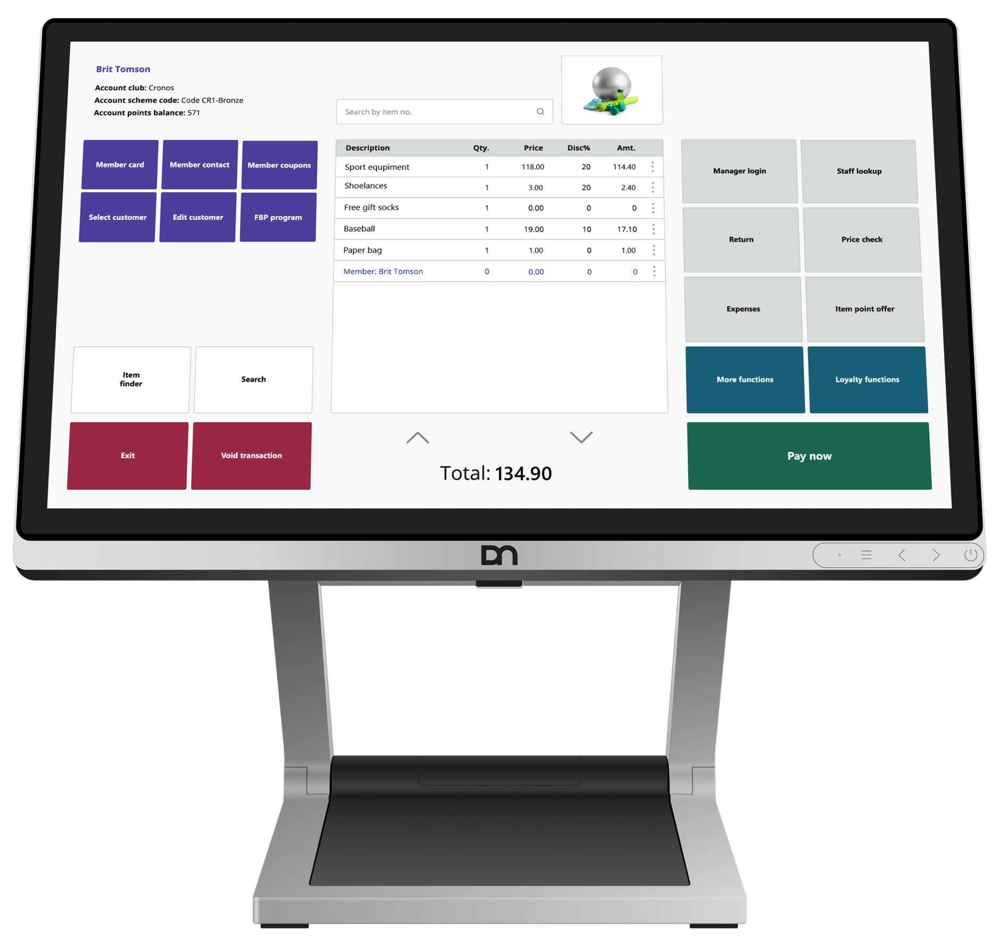 Brit Tomson
Account club: Cronos
Account scheme code: Code CR1-Bronze
Account points balance: 571
Search by item no.
Member card
Member contact
Member coupons
Select customer
Edit customer
FBP program
Description Qty. Price Disc% Amt.
Sport equpiment 1 118.00 20 114.40
Shoelances 1 3.00 20 2.40
Free gift socks 1 0.00 0 0
Baseball 1 19.00 10 17.10
Paper bag 1 1.00 0 1.00
Member: Brit Tomson 0 0.00 0 0
Manager login
Staff lookup
Return
Price check
Expenses
Item point offer
Item
finder
Search
More functions
Loyalty functions
Exit
Void transaction
Total: 134.90
Pay now
DN